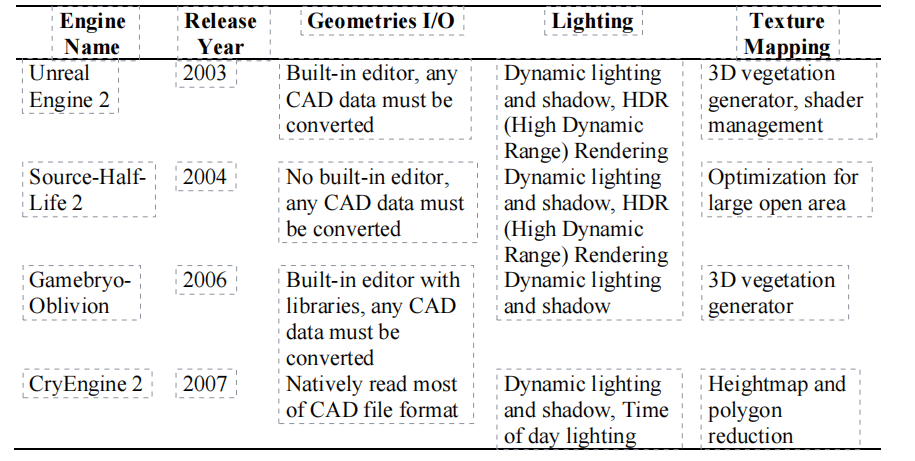 Engine Name
Release Year
Geometries I/O
Lighting
Texture Mapping
Unreal
Engine 2
2003
Built-in editor, any
CAD data must be
converted
Dynamic lighting
and shadow, HDR
(High Dynamic
Range) Rendering
3D vegetation
generator, shader
management
Source-Half-
Life 2
2004
No built-in editor,
any CAD data must
be converted
Dynamic lighting
and shadow, HDR
(High Dynamic
Range) Rendering
Optimization for
large open area
Gamebryo-
Oblivion
2006
Built-in editor with
libraries, any CAD
data must be
converted
Dynamic lighting
and shadow
3D vegetation
generator
CryEngine 2
2007
Natively read most
of CAD file format
Dynamic lighting
and shadow, Time
of day lighting
Heightmap and
polygon
reduction